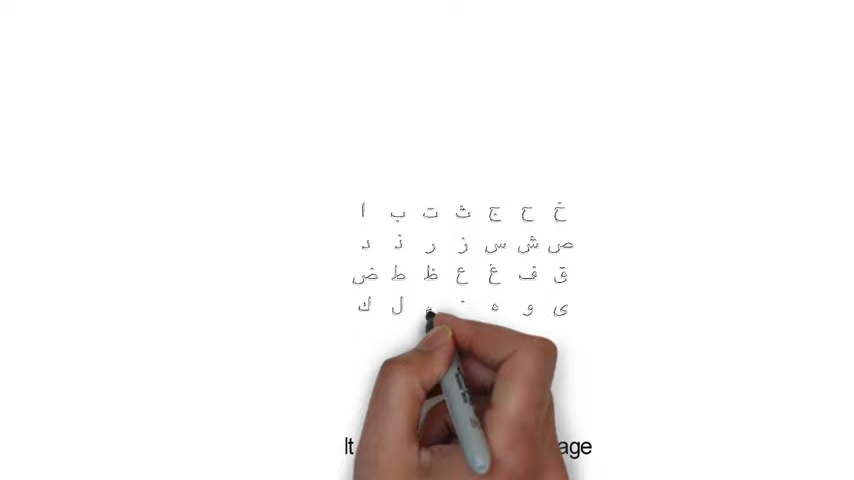 ا ب ت ث ج ح خ
د ذ ر ز س ش ص
ض ط ظ ع غ ف ق
ك ل ه و ى
It